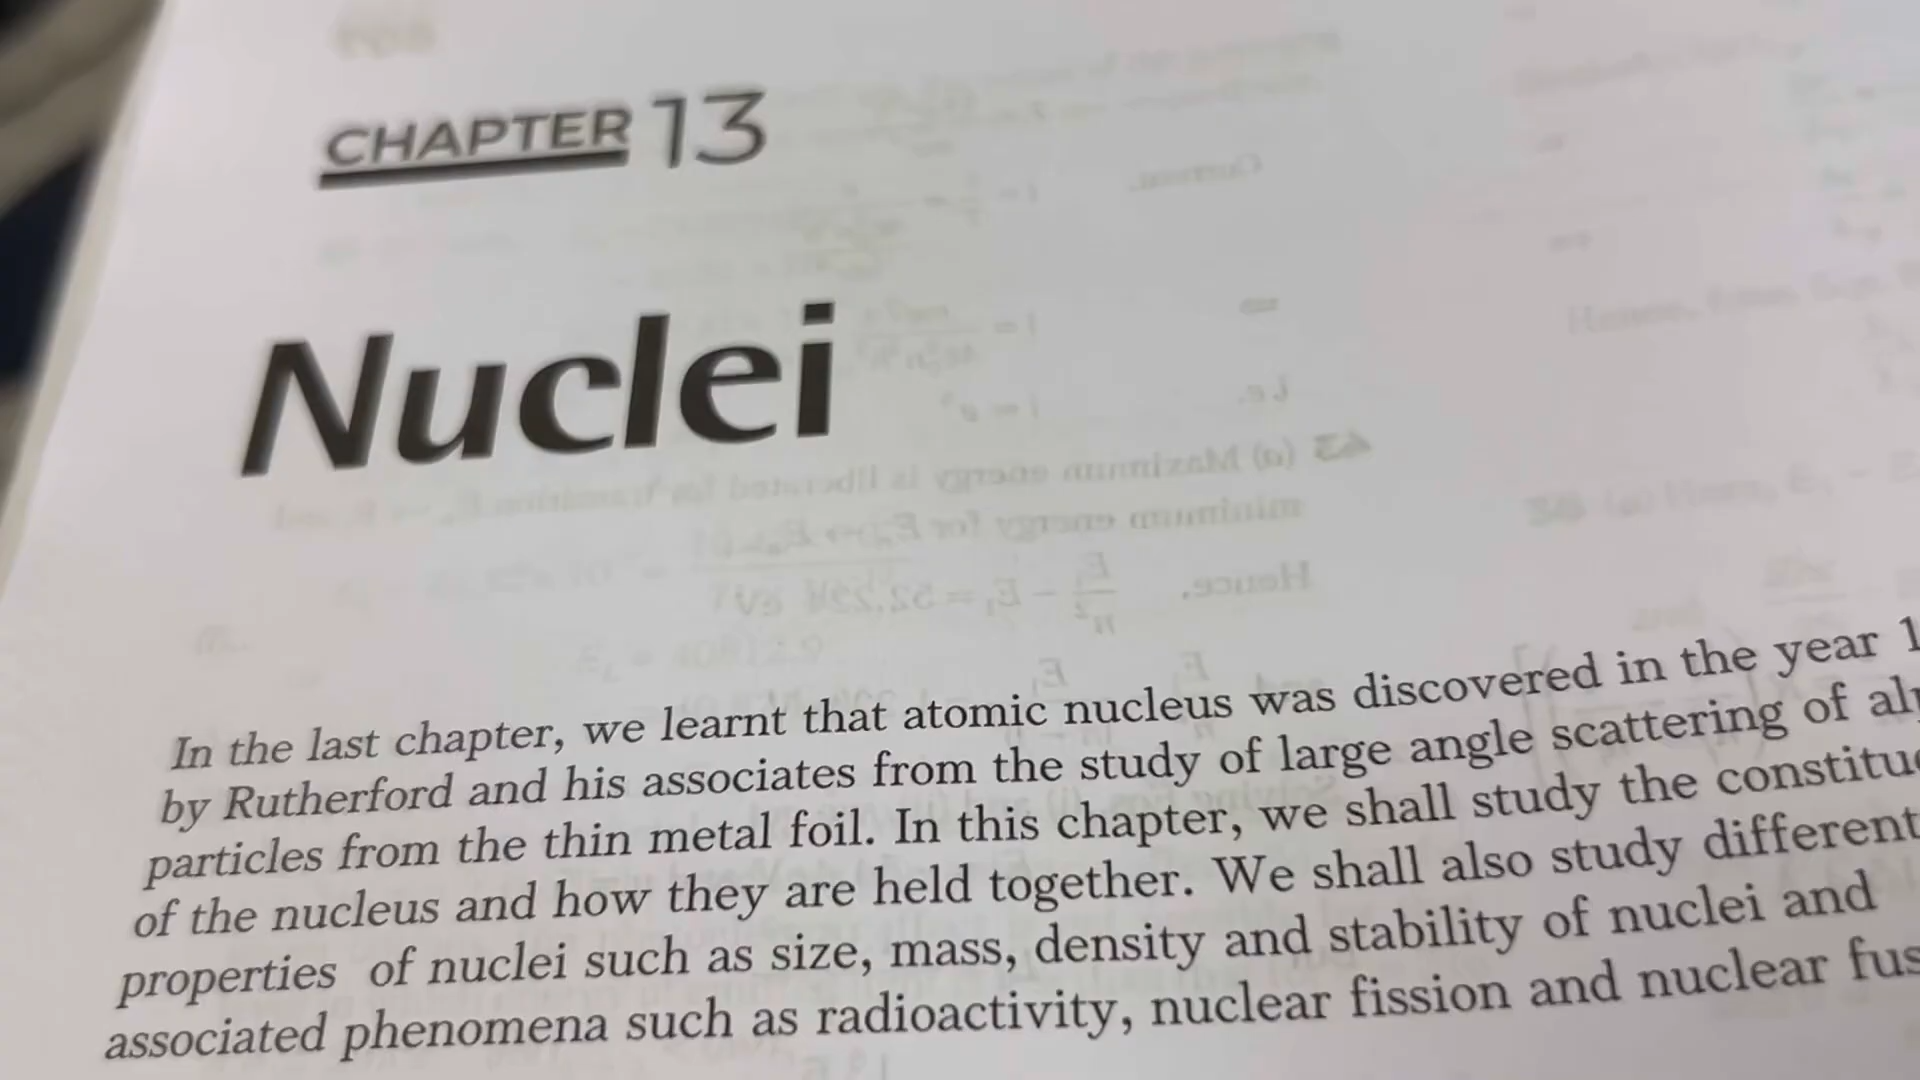 CHAPTER 13
Nuclei
In the last chapter, we learnt that atomic nucleus was discovered in the year
by Rutherford and his associates from the study of large angle scattering of
particles from the thin metal foil. In this chapter, we shall study the
of the nucleus and how they are held together. We shall also study different
properties of nuclei such as size, mass, density and stability of nuclei and
associated phenomena such as radioactivity, nuclear fission and nuclear